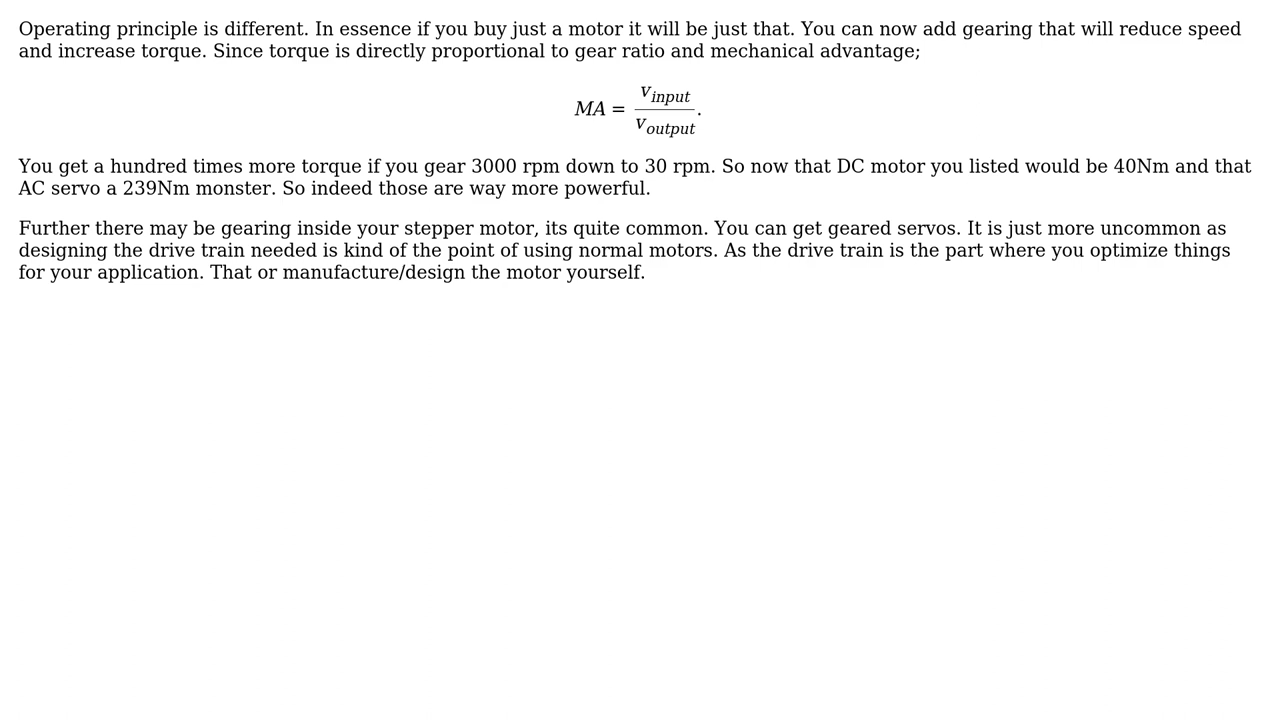 Operating principle is different. In essence if you buy just a motor it will be just that. You can now add gearing that will reduce speed
and increase torque. Since torque is directly proportional to gear ratio and mechanical advantage;
MA = v_input / v_output.
You get a hundred times more torque if you gear 3000 rpm down to 30 rpm. So now that DC motor you listed would be 40Nm and that
AC servo a 239Nm monster. So indeed those are way more powerful.
Further there may be gearing inside your stepper motor, its quite common. You can get geared servos. It is just more uncommon as
designing the drive train needed is kind of the point of using normal motors. As the drive train is the part where you optimize things
for your application. That or manufacture/design the motor yourself.